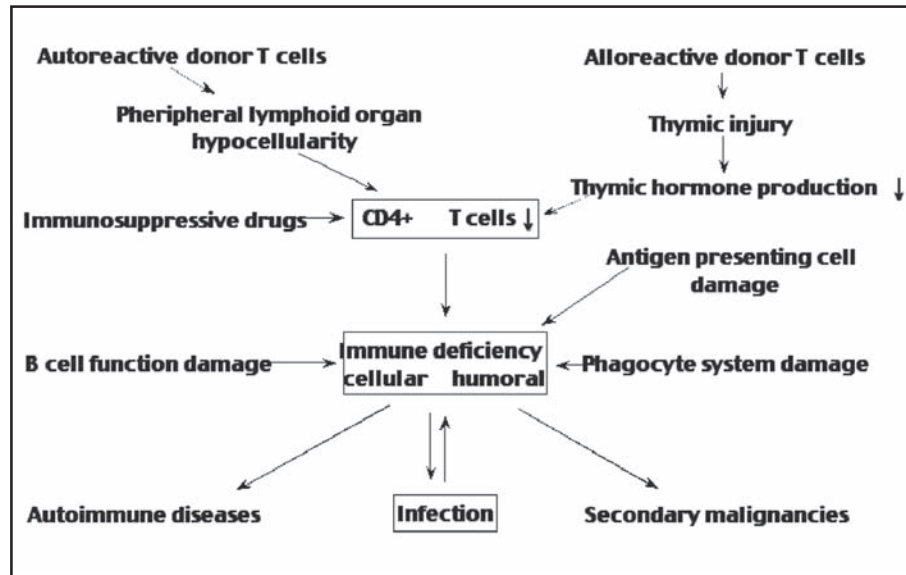 Autoreactive donor T cells
Alloreactive donor T cells
Pheripheral lymphoid organ
hypocellularity
Thymic injury
Thymic hormone production ↓
Immunosuppressive drugs
CD4+ T cells ↓
Antigen presenting cell
damage
B cell function damage
Immune deficiency
cellular humoral
Phagocyte system damage
Autoimmune diseases
Infection
Secondary malignancies